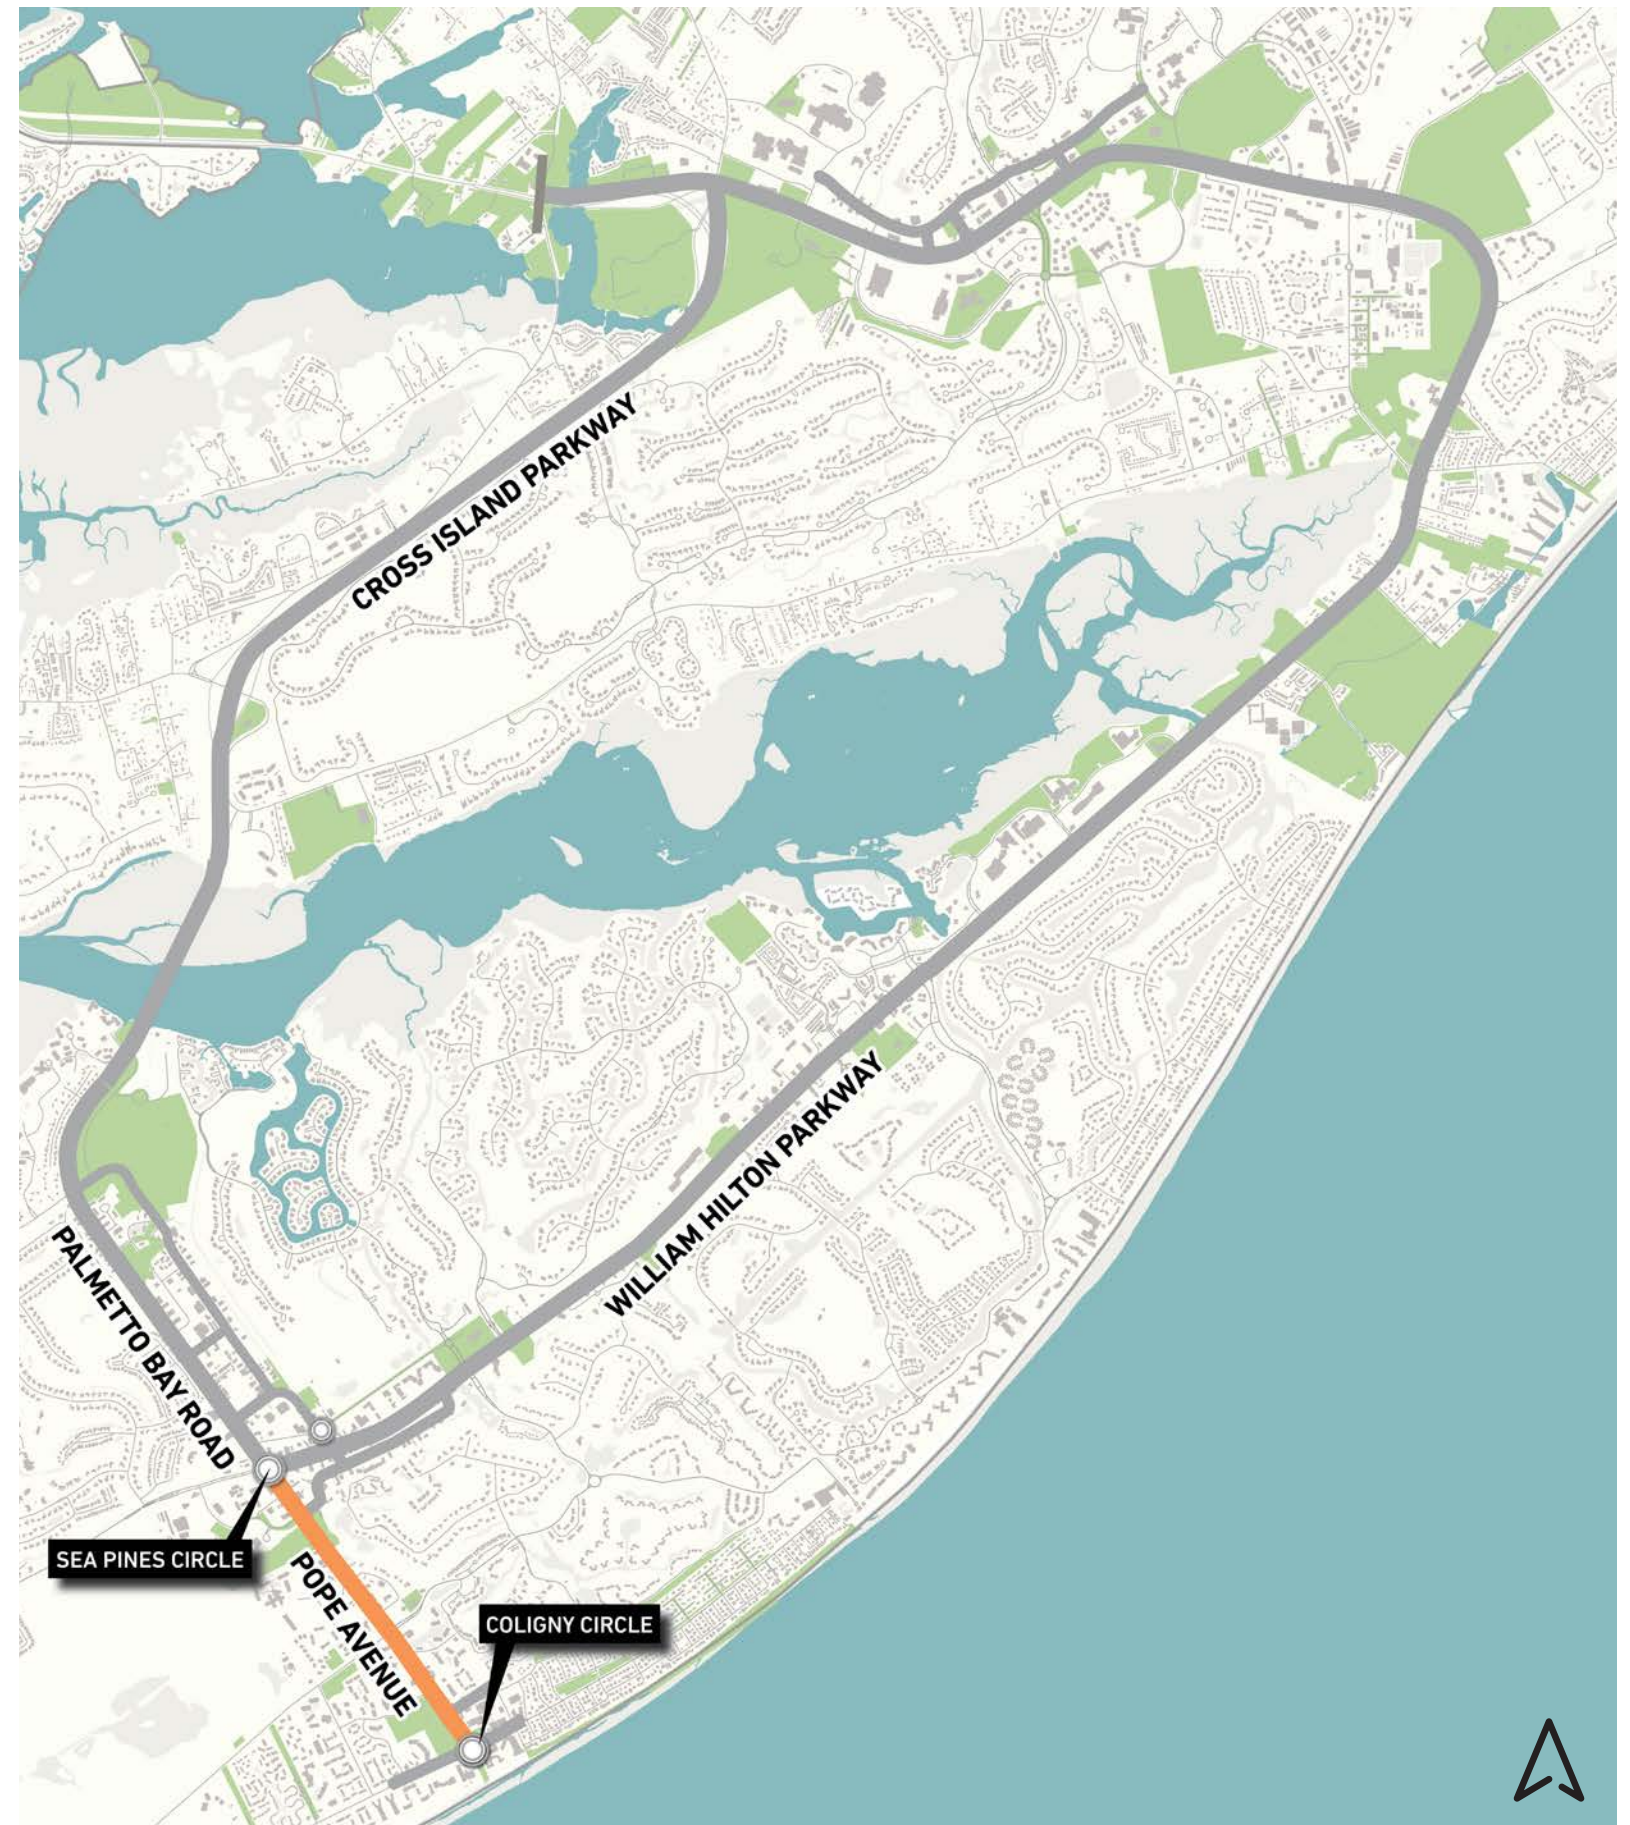 CROSS ISLAND PARKWAY
WILLIAM HILTON PARKWAY
PALMETTO BAY ROAD
SEA PINES CIRCLE
POPE AVENUE
COLIGNY CIRCLE